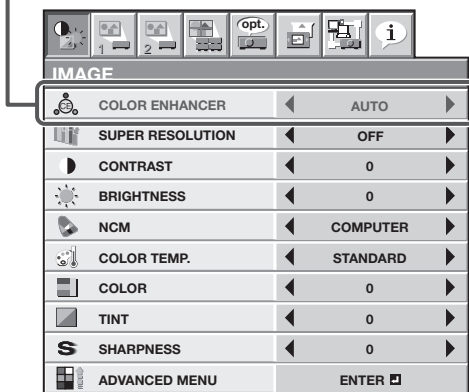 1 2 opt. i
IMAGE
CE COLOR ENHANCER AUTO
SUPER RESOLUTION OFF
CONTRAST 0
BRIGHTNESS 0
NCM COMPUTER
COLOR TEMP. STANDARD
COLOR 0
TINT 0
S SHARPNESS 0
ADVANCED MENU ENTER